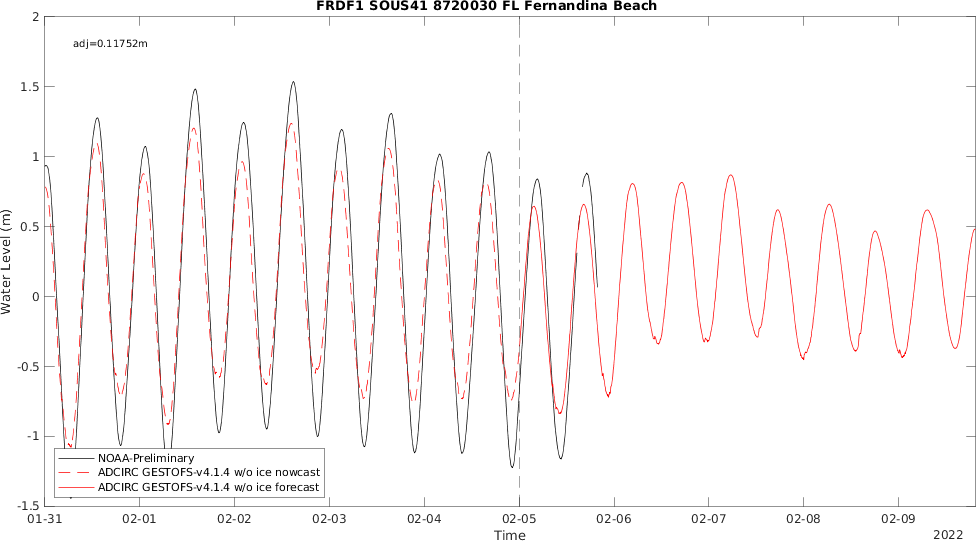 FRDF1 SOUS41 8720030 FL Fernandina Beach
adj=0.11752m
2
1.5
1
0.5
0
-0.5
-1
-1.5
Water Level (m)
NOAA-Preliminary
ADCIRC GESTOFS-v4.1.4 w/o ice nowcast
ADCIRC GESTOFS-v4.1.4 w/o ice forecast
01-31 02-01 02-02 02-03 02-04 02-05 02-06 02-07 02-08 02-09
Time
2022